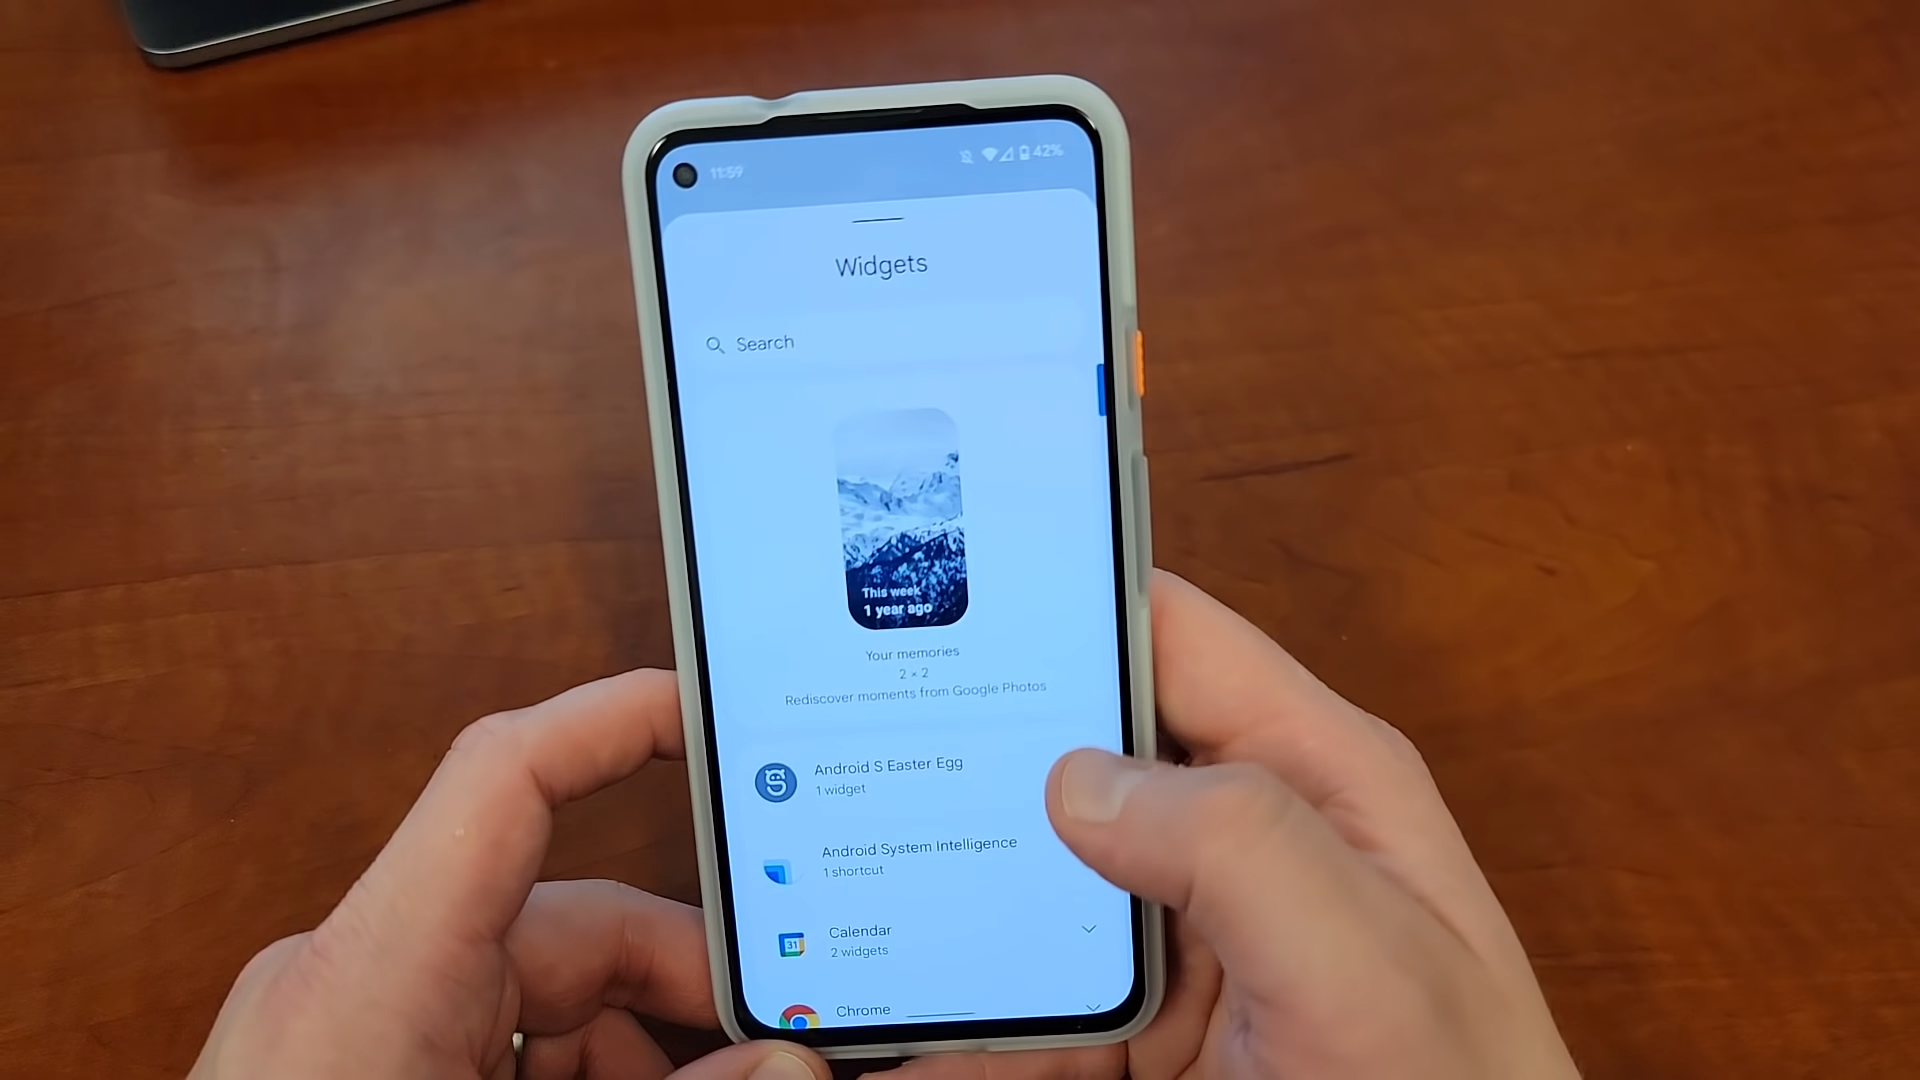 11:59
42%
Widgets
Search
This week
1 year ago
Your memories
2 × 2
Rediscover moments from Google Photos
Android S Easter Egg
1 widget
Android System Intelligence
1 shortcut
31
Calendar
2 widgets
Chrome